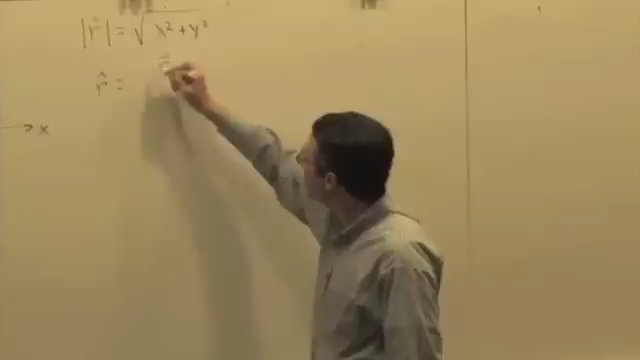 |r⃗| = √x² + y²
r̂ =
→ x